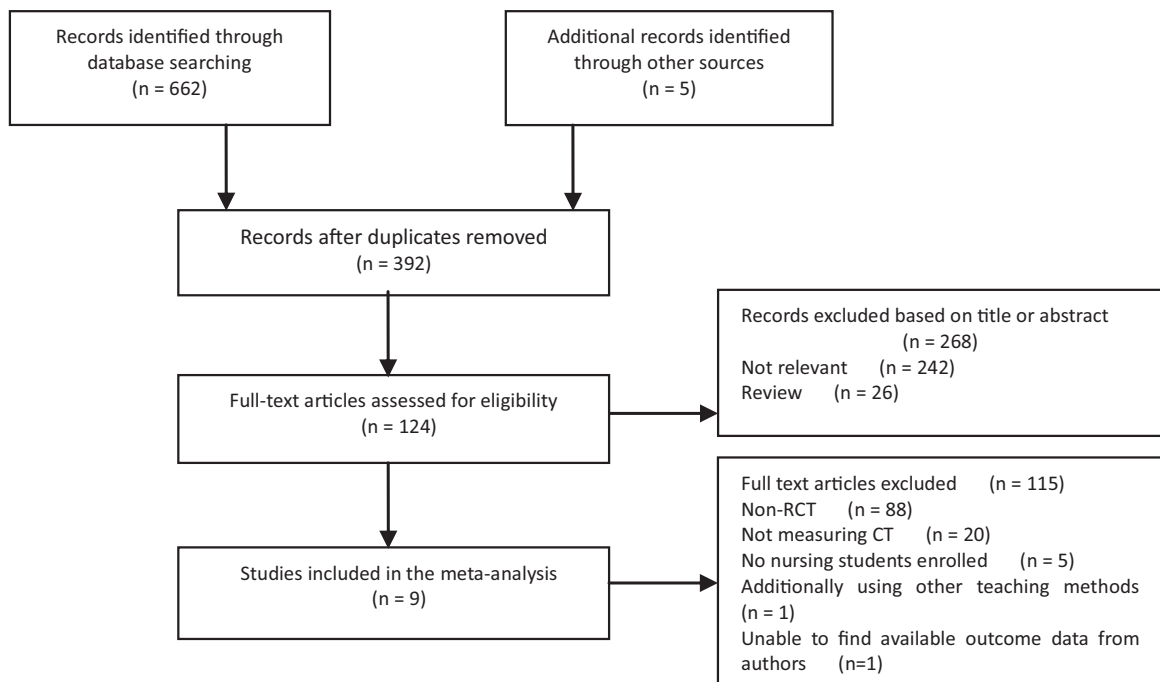 Records identified through
database searching
(n = 662)
Additional records identified
through other sources
(n = 5)
Records after duplicates removed
(n = 392)
Records excluded based on title or abstract
(n = 268)
Not relevant (n = 242)
Review (n = 26)
Full-text articles assessed for eligibility
(n = 124)
Full text articles excluded (n = 115)
Non-RCT (n = 88)
Not measuring CT (n = 20)
No nursing students enrolled (n = 5)
Additionally using other teaching methods
(n = 1)
Unable to find available outcome data from
authors (n=1)
Studies included in the meta-analysis
(n = 9)